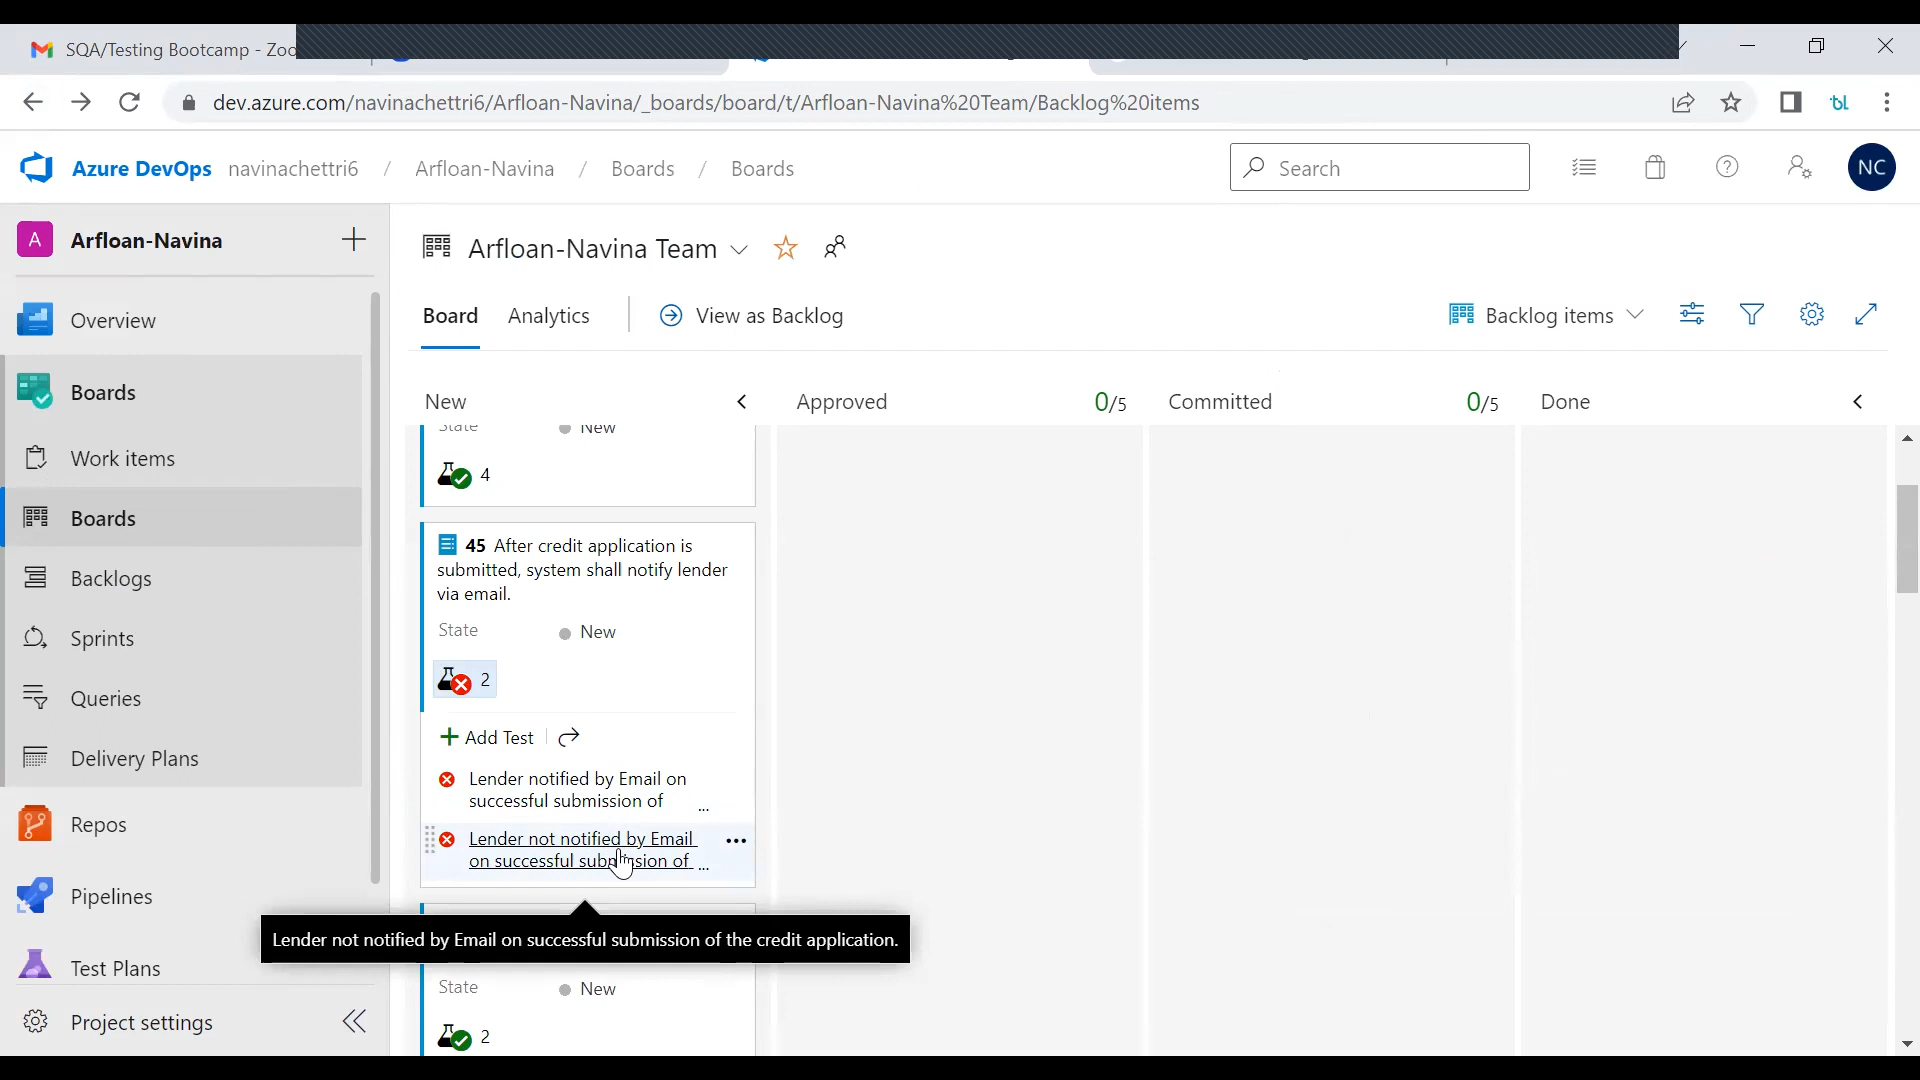 SQA/Testing Bootcamp - Zoo
dev.azure.com/navinachettri6/Arfloan-Navina/_boards/board/t/Arfloan-Navina%20Team/Backlog%20items
tbl
Azure DevOps navinachettri6 / Arfloan-Navina / Boards / Boards
Search
NC
A Arfloan-Navina
Arfloan-Navina Team
Overview
Board Analytics View as Backlog
Backlog items
Boards
Work items
Boards
Backlogs
Sprints
Queries
Delivery Plans
Repos
Pipelines
Test Plans
Project settings
New
Approved 0/5
Committed 0/5
Done
State New
4
45 After credit application is
submitted, system shall notify lender
via email.
State New
2
Add Test
Lender notified by Email on
successful submission of ...
Lender not notified by Email
on successful submission of ...
Lender not notified by Email on successful submission of the credit application.
State New
2